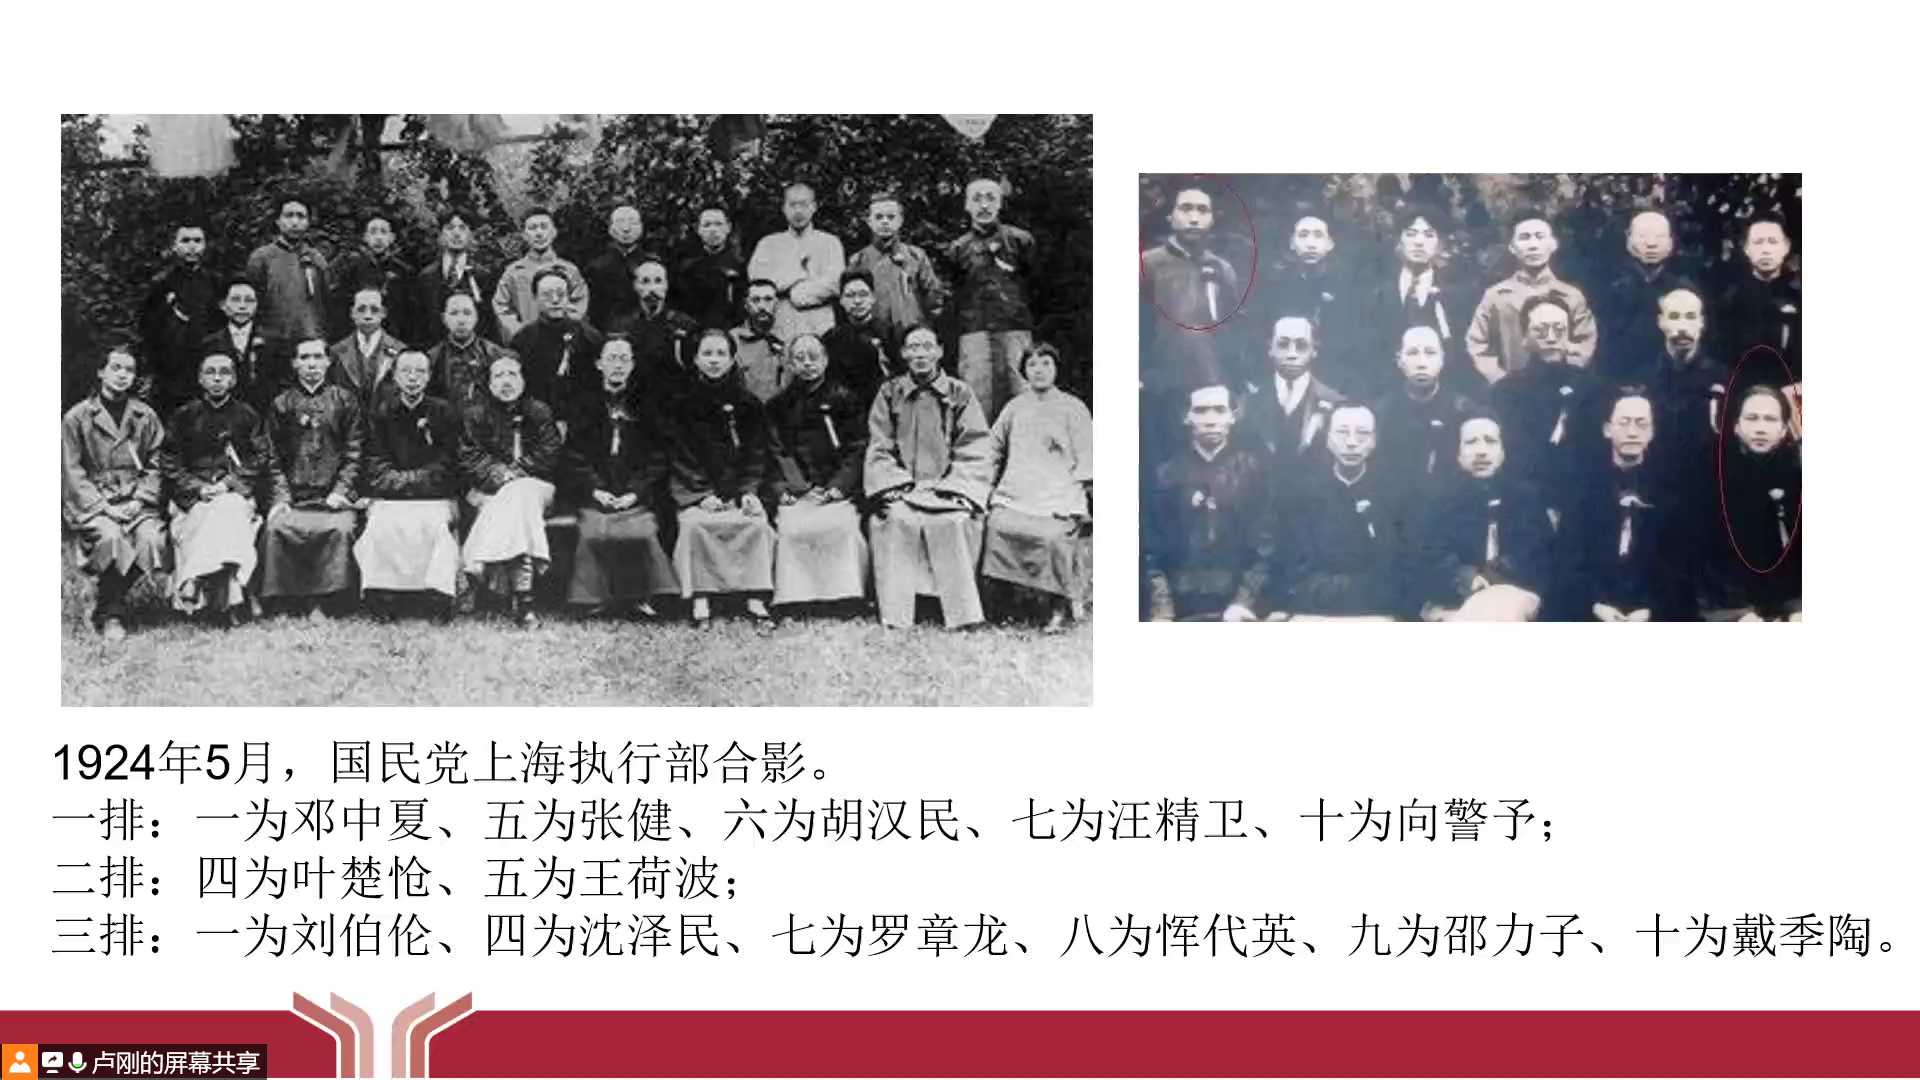 1924年5月，国民党上海执行部合影。
一排：一为邓中夏、五为张健、六为胡汉民、七为汪精卫、十为向警予；
二排：四为叶楚怆、五为王荷波；
三排：一为刘伯伦、四为沈泽民、七为罗章龙、八为恽代英、九为邵力子、十为戴季陶。
卢刚的屏幕共享